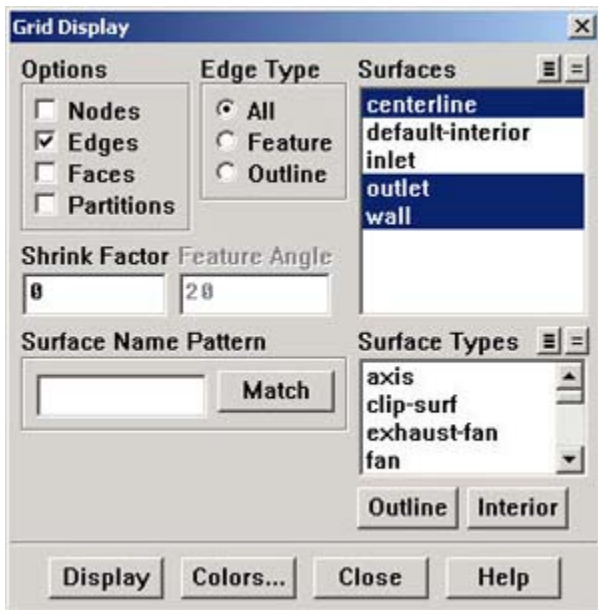 Grid Display
Options
Nodes
Edges
Faces
Partitions
Edge Type
All
Feature
Outline
Surfaces
centerline
default-interior
inlet
outlet
wall
Shrink Factor
0
Feature Angle
20
Surface Name Pattern
Match
Surface Types
axis
clip-surf
exhaust-fan
fan
Outline
Interior
Display
Colors...
Close
Help